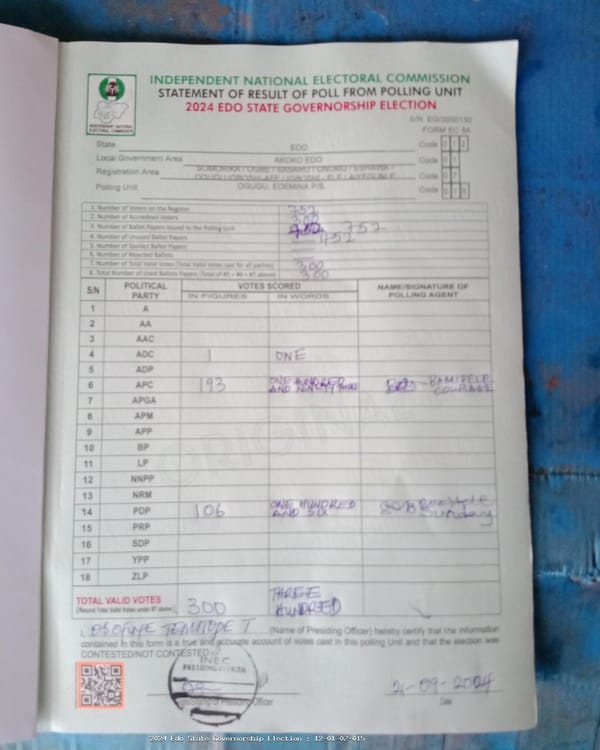 INDEPENDENT NATIONAL ELECTORAL COMMISSION
STATEMENT OF RESULT OF POLL FROM POLLING UNIT
2024 EDO STATE GOVERNORSHIP ELECTION
INDEPENDENT NATIONAL
ELECTORAL COMMISSION
S/N: EG/0000150
FORM EC 8A
State EDO Code 0 1 2
Local Government Area AKOKO EDO Code 0 1
Registration Area Code 0 7
Polling Unit OGUGU, EDEMINA P/S. Code 0 1 5
1. Number of Voters on the Register 752
2. Number of Accredited Voters 300
3. Number of Ballot Papers Issued to the Polling Unit 752
4. Number of Unused Ballot Papers 452
5. Number of Spoiled Ballot Papers
6. Number of Rejected Ballots
7. Number of Total Valid Votes (Total Valid Votes cast for all parties) 300
8. Total Number of Used Ballots Papers (Total of #5 + #6 + #7 above) 300
S/N POLITICAL PARTY VOTES SCORED NAME/SIGNATURE OF POLLING AGENT
IN FIGURES IN WORDS
1 A
2 AA
3 AAC
4 ADC 1 ONE
5 ADP
6 APC 193 ONE HUNDRED AND NINETY THREE BAMIDELE COURAGE
7 APGA
8 APM
9 APP
10 BP
11 LP
12 NNPP
13 NRM
14 PDP 106 ONE HUNDRED AND SIX Sunday
15 PRP
16 SDP
17 YPP
18 ZLP
ORIGINAL
TOTAL VALID VOTES 300 THREE HUNDRED
(Record Total Valid Votes under #7 above)
I, TEMITOPE T (Name of Presiding Officer) hereby certify that the information
contained in this form is a true and accurate account of votes cast in this polling Unit and that the election was
CONTESTED/NOT CONTESTED
INEC
PRESIDING OFFICER
21-09-2024
Signature of Presiding Officer Date
2024 Edo State Governorship Election : 12-01-07-015